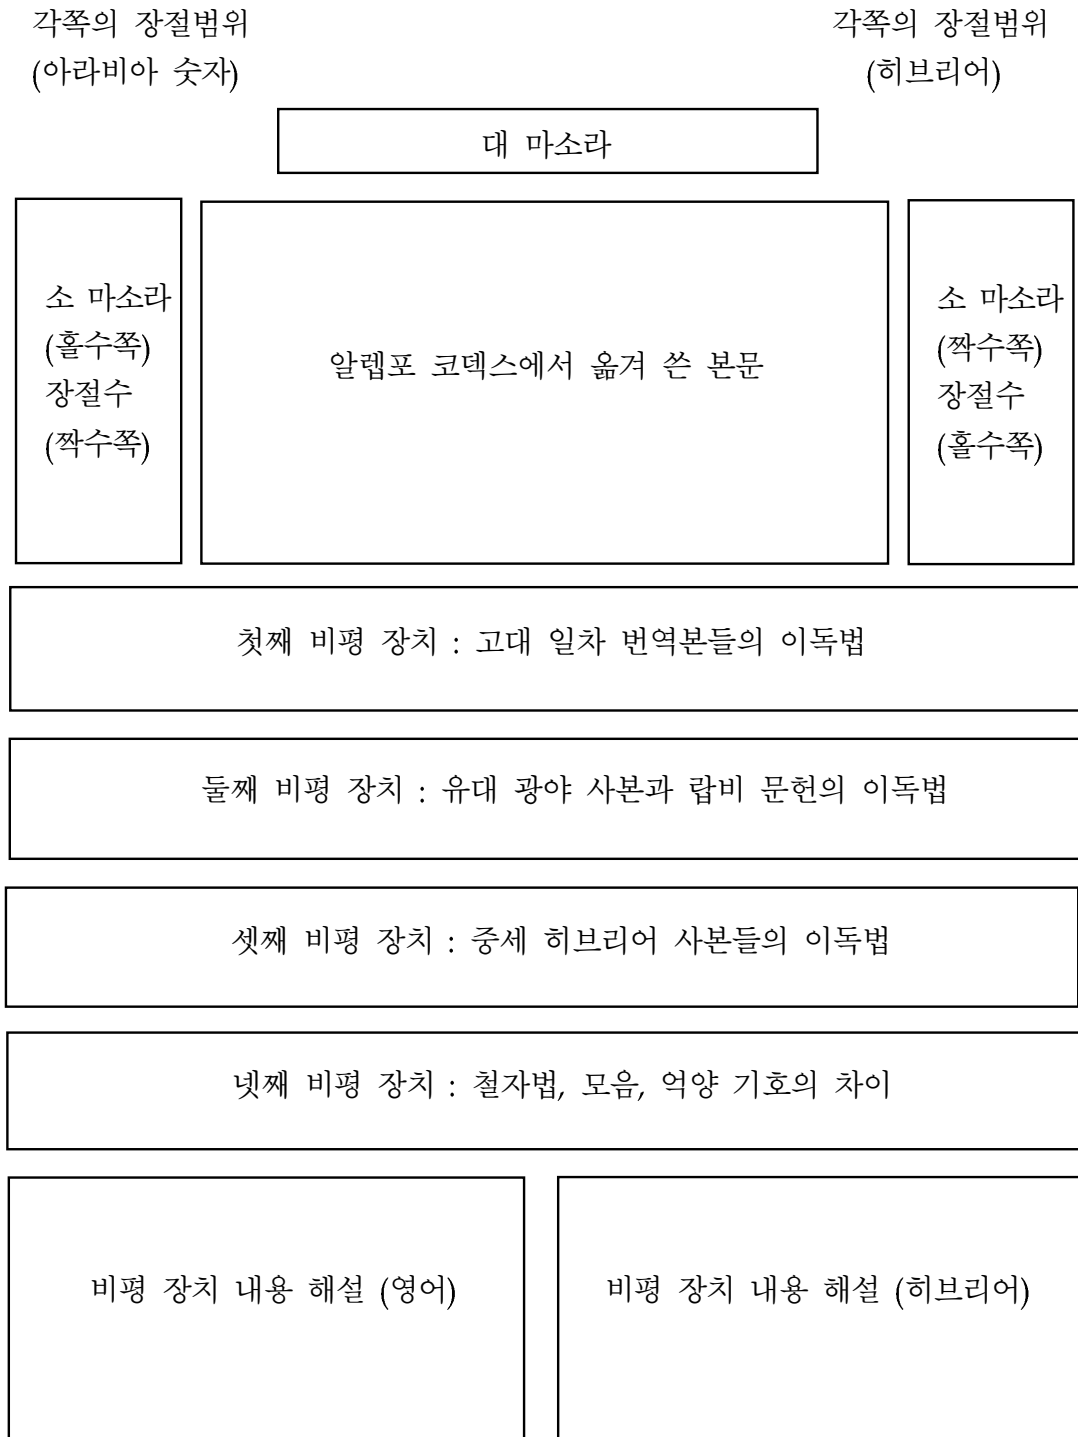 각쪽의 장절범위
(아라비아 숫자)
각쪽의 장절범위
(히브리어)
대 마소라
소 마소라
(홀수쪽)
장절수
(짝수쪽)
알렙포 코덱스에서 옮겨 쓴 본문
소 마소라
(짝수쪽)
장절수
(홀수쪽)
첫째 비평 장치 : 고대 일차 번역본들의 이독법
둘째 비평 장치 : 유대 광야 사본과 랍비 문헌의 이독법
셋째 비평 장치 : 중세 히브리어 사본들의 이독법
넷째 비평 장치 : 철자법, 모음, 억양 기호의 차이
비평 장치 내용 해설 (영어)
비평 장치 내용 해설 (히브리어)